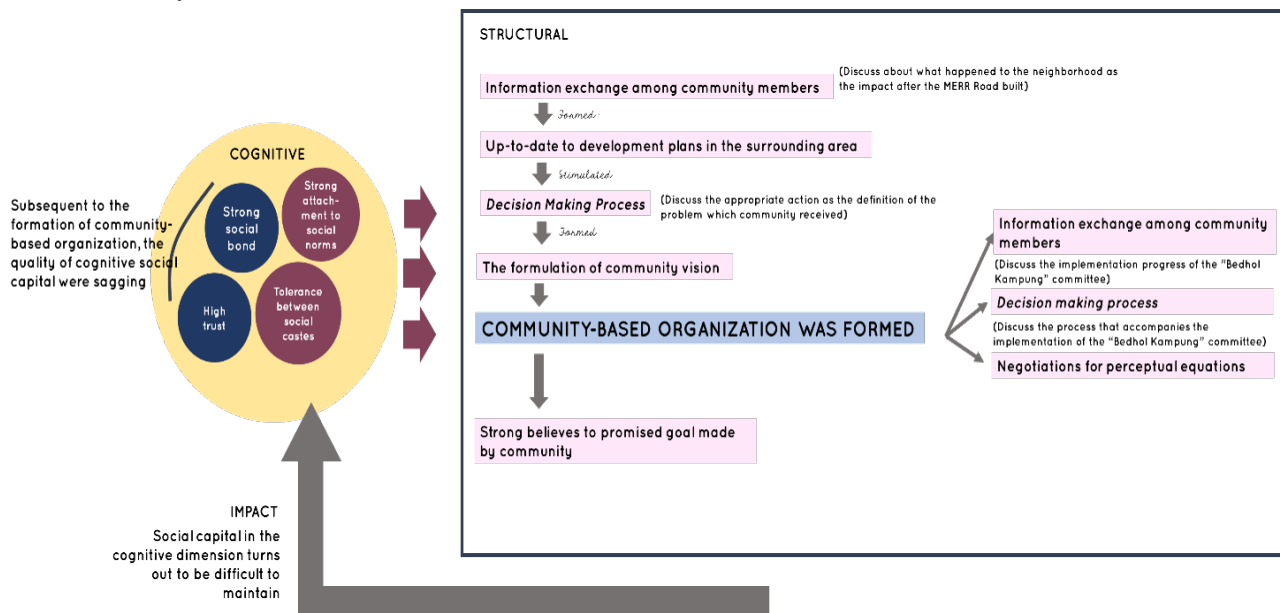 Subsequent to the
formation of community-
based organization, the
quality of cognitive social
capital were sagging
COGNITIVE
Strong
social
bond
Strong
attach-
ment to
social
norms
High
trust
Tolerance
between
social
castes
IMPACT
Social capital in the
cognitive dimension turns
out to be difficult to
maintain
STRUCTURAL
Information exchange among community members
(Discuss about what happened to the neighborhood as
the impact after the MERR Road built)
Formed:
Up-to-date to development plans in the surrounding area
Stimulated
Decision Making Process
(Discuss the appropriate action as the definition of the
problem which community received)
Formed
The formulation of community vision
COMMUNITY-BASED ORGANIZATION WAS FORMED
Strong believes to promised goal made
by community
Information exchange among community
members
(Discuss the implementation progress of the "Bedhol
Kampung" committee)
Decision making process
(Discuss the process that accompanies the
implementation of the "Bedhol Kampung" committee)
Negotiations for perceptual equations